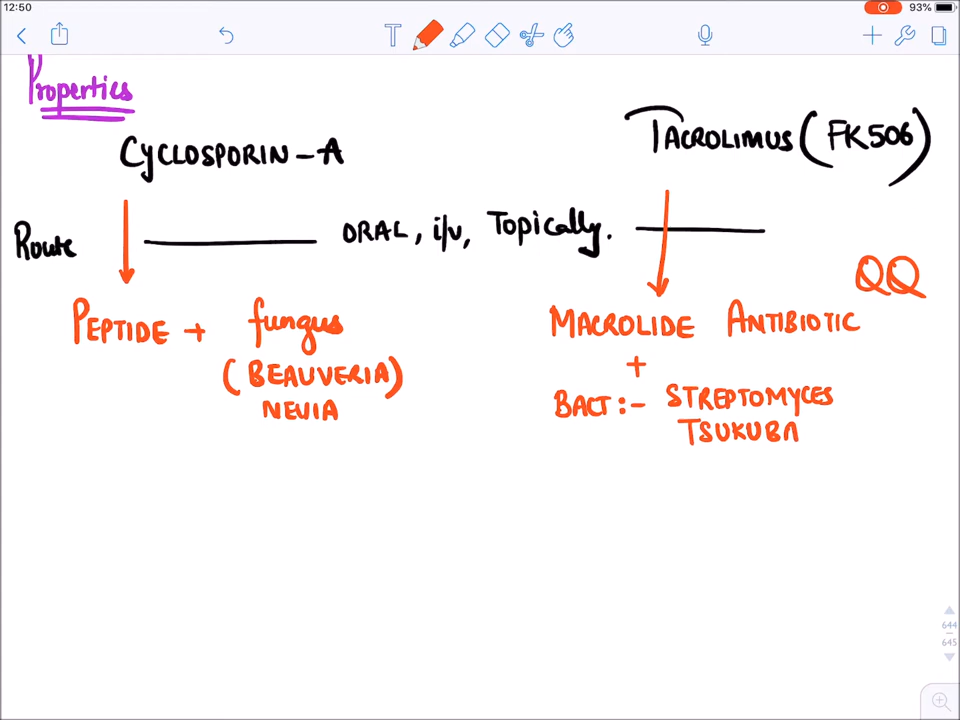 12:50
93%
T
Properties
CYCLOSPORIN-A
TACROLIMUS (FK506)
Route
ORAL, i/v, Topically.
QQ
PEPTIDE + fungus
(BEAUVERIA)
NEVIA
MACROLIDE ANTIBIOTIC
+
BACT:- STREPTOMYCES
TSUKUBA
644
645